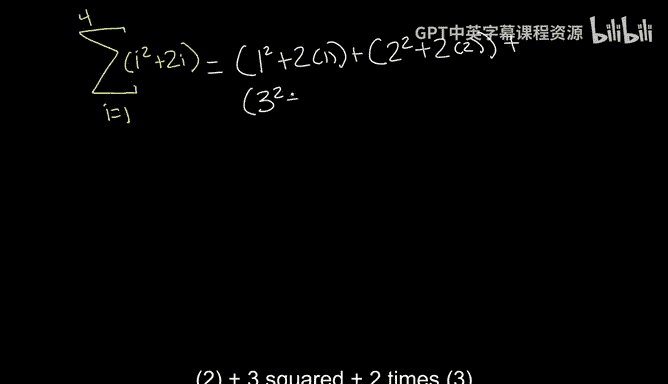 GPT中英字幕课程资源 bilibili
4
∑ (i²+2i) = (1²+2(1))+(2²+2(2))+
i=1
(3²+
(2) + 3 squared + 2 times (3)